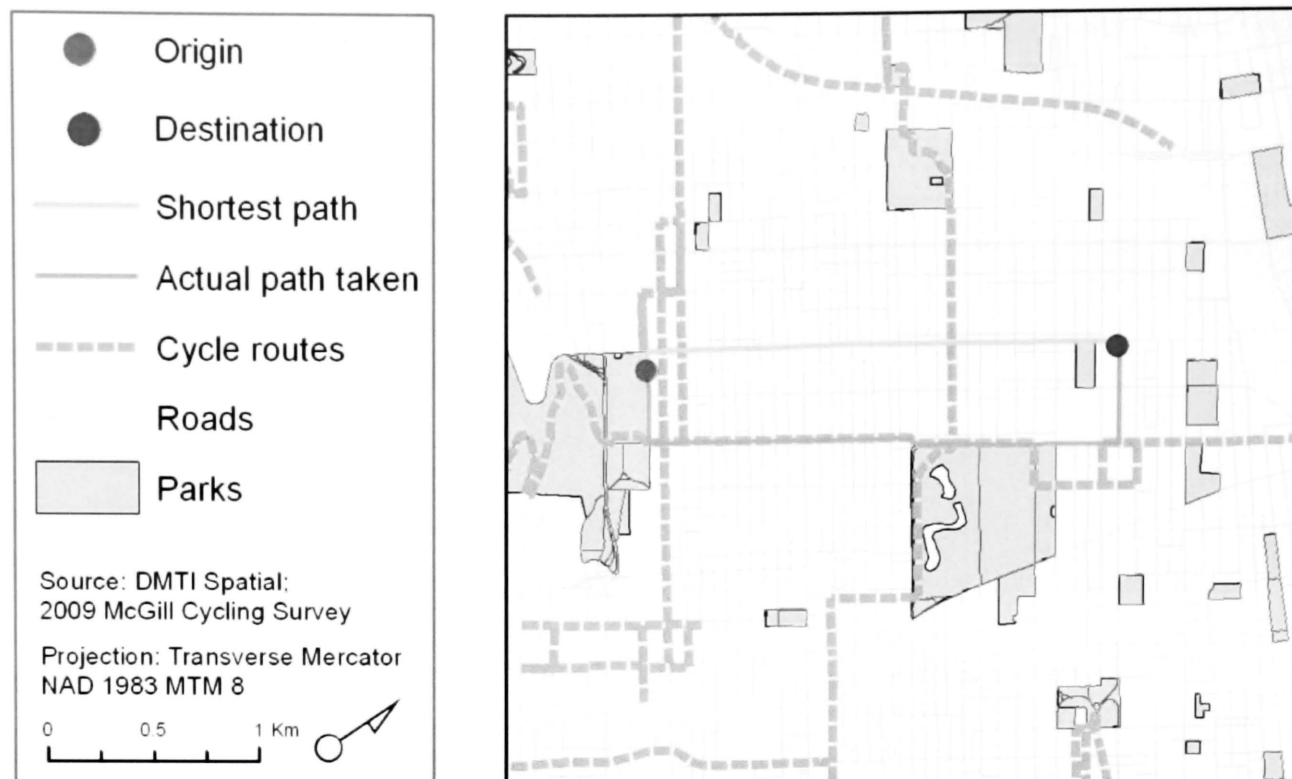 Origin
Destination
Shortest path
Actual path taken
Cycle routes
Roads
Parks
Source: DMTI Spatial;
2009 McGill Cycling Survey
Projection: Transverse Mercator
NAD 1983 MTM 8
0 0.5 1 Km